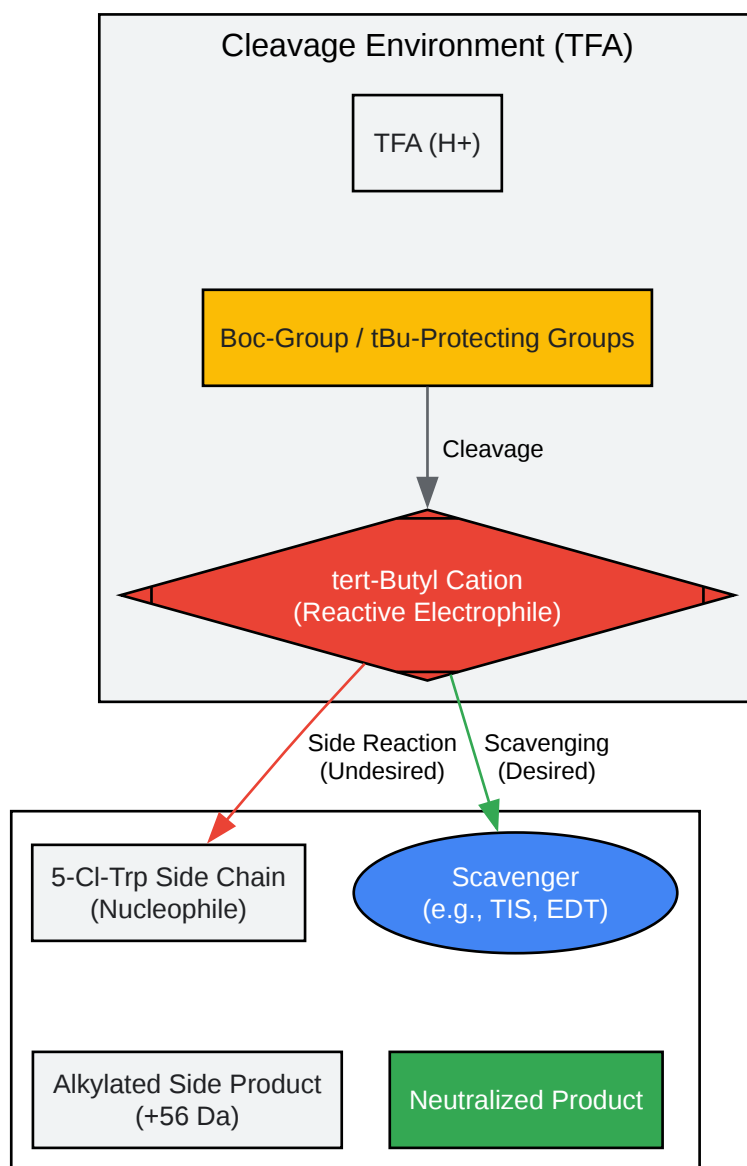 Cleavage Environment (TFA)
TFA (H+)
Boc-Group / tBu-Protecting Groups
Cleavage
tert-Butyl Cation
(Reactive Electrophile)
Side Reaction
(Undesired)
Scavenging
(Desired)
5-Cl-Trp Side Chain
(Nucleophile)
Scavenger
(e.g., TIS, EDT)
Alkylated Side Product
(+56 Da)
Neutralized Product